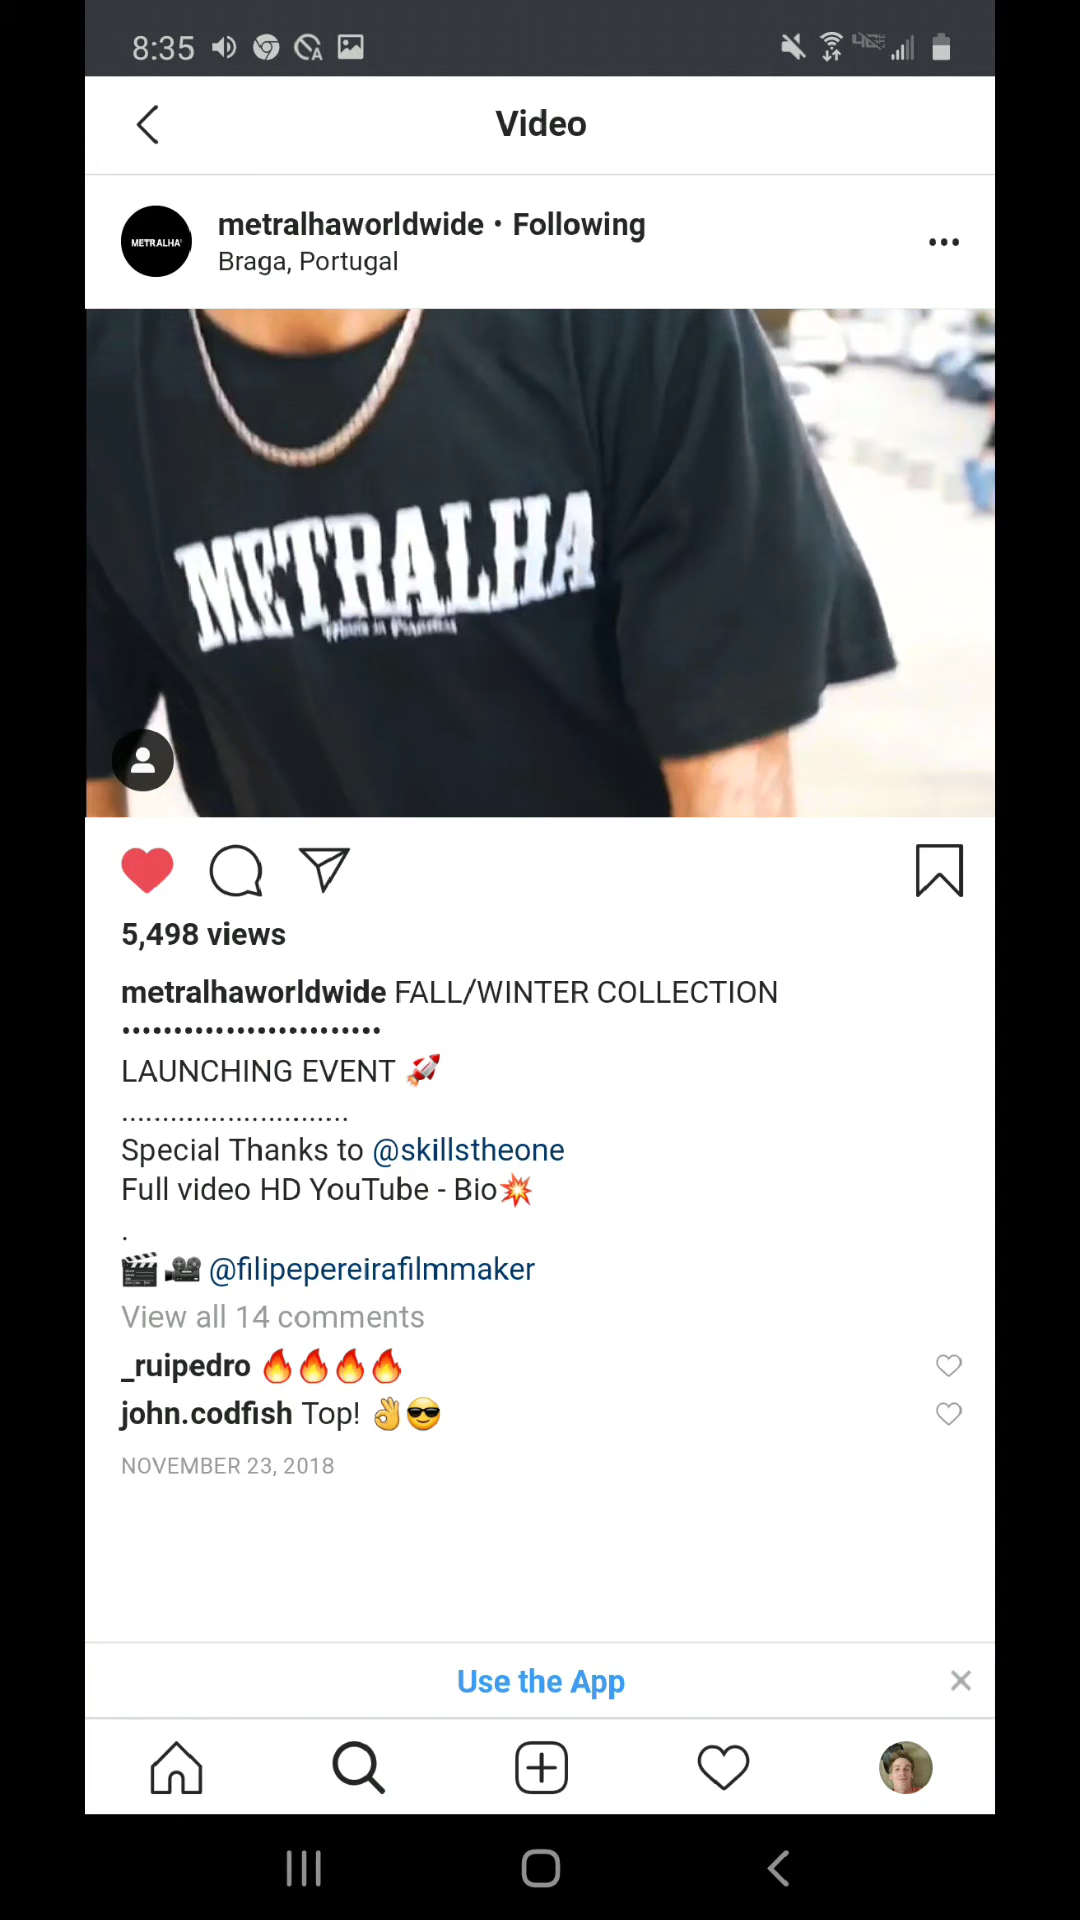 8:35
Video
METRALHA
metralhaworldwide • Following
Braga, Portugal
METRALHA
5,498 views
metralhaworldwide FALL/WINTER COLLECTION
•••••••••••••••••••••••••
LAUNCHING EVENT 🚀
............................
Special Thanks to @skillstheone
Full video HD YouTube - Bio💥
.
🎬🎥 @filipepereirafilmmaker
View all 14 comments
_ruipedro 🔥🔥🔥🔥
john.codfish Top! 👌😎
NOVEMBER 23, 2018
Use the App